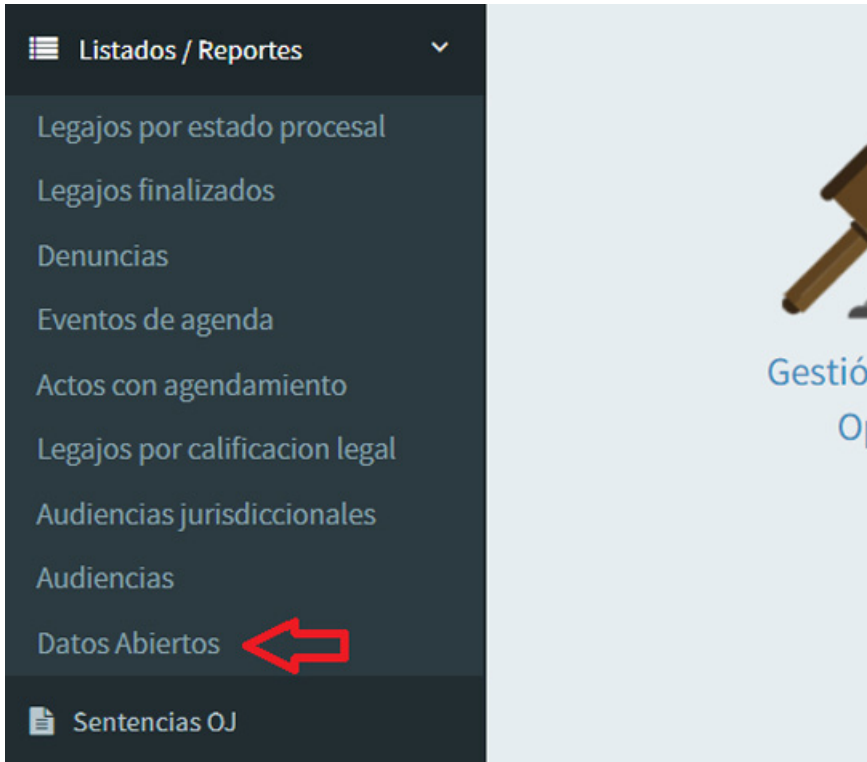 Listados / Reportes
Legajos por estado procesal
Legajos finalizados
Denuncias
Eventos de agenda
Actos con agendamiento
Legajos por calificacion legal
Audiencias jurisdiccionales
Audiencias
Datos Abiertos
Sentencias OJ
Gestió